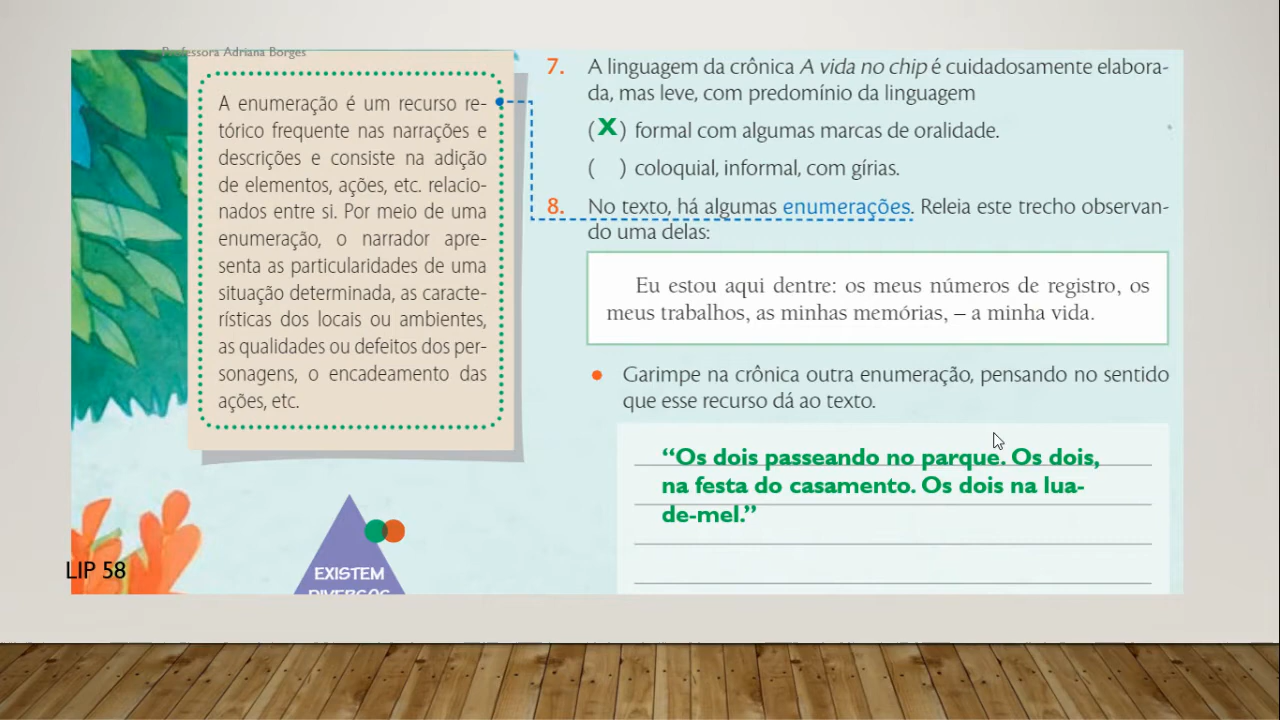 Professora Adriana Borges
A enumeração é um recurso re-
tórico frequente nas narrações e
descrições e consiste na adição
de elementos, ações, etc. relacio-
nados entre si. Por meio de uma
enumeração, o narrador apre-
senta as particularidades de uma
situação determinada, as caracte-
rísticas dos locais ou ambientes,
as qualidades ou defeitos dos per-
sonagens, o encadeamento das
ações, etc.
EXISTEM
DIVERSOS
LIP 58
7. A linguagem da crônica A vida no chip é cuidadosamente elabora-
da, mas leve, com predomínio da linguagem
(X) formal com algumas marcas de oralidade.
( ) coloquial, informal, com gírias.
8. No texto, há algumas enumerações. Releia este trecho observan-
do uma delas:
Eu estou aqui dentre: os meus números de registro, os
meus trabalhos, as minhas memórias, – a minha vida.
• Garimpe na crônica outra enumeração, pensando no sentido
que esse recurso dá ao texto.
“Os dois passeando no parque. Os dois,
na festa do casamento. Os dois na lua-
de-mel.”